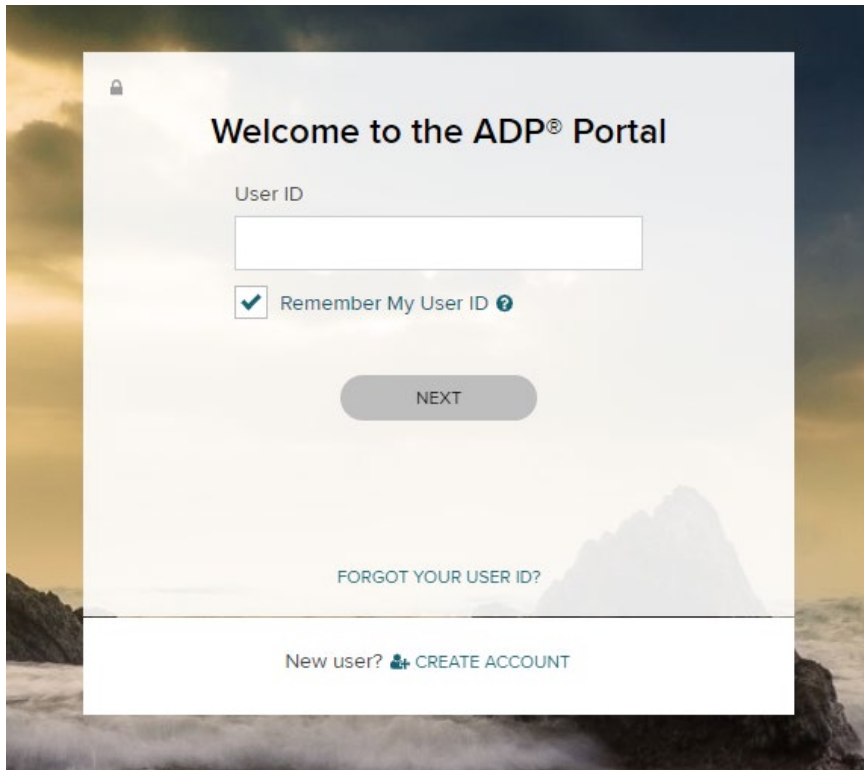 Welcome to the ADP® Portal
User ID
Remember My User ID
NEXT
FORGOT YOUR USER ID?
New user? CREATE ACCOUNT